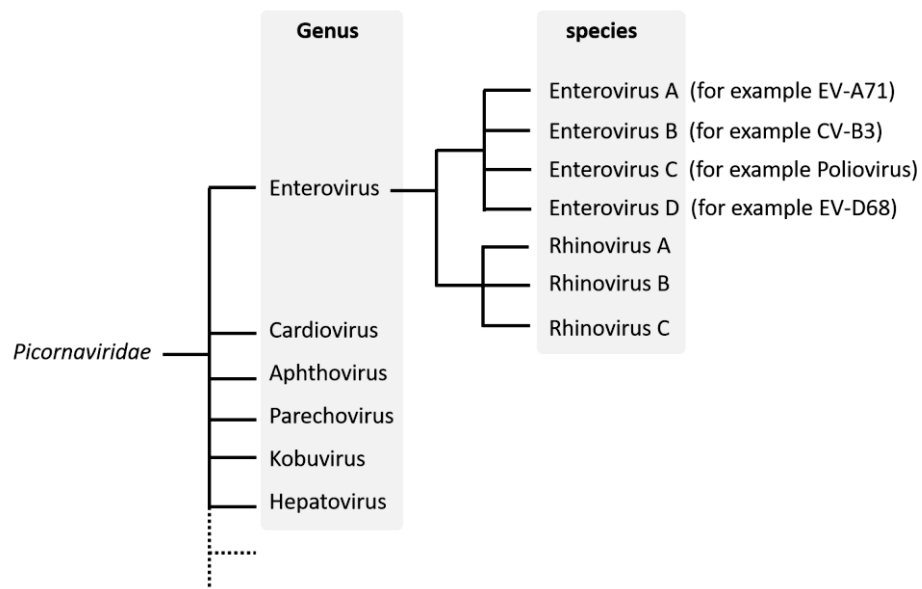 Genus
species
Enterovirus A (for example EV-A71)
Enterovirus B (for example CV-B3)
Enterovirus C (for example Poliovirus)
Enterovirus
Enterovirus D (for example EV-D68)
Rhinovirus A
Rhinovirus B
Rhinovirus C
Cardiovirus
Picornaviridae
Aphthovirus
Parechovirus
Kobuvirus
Hepatovirus